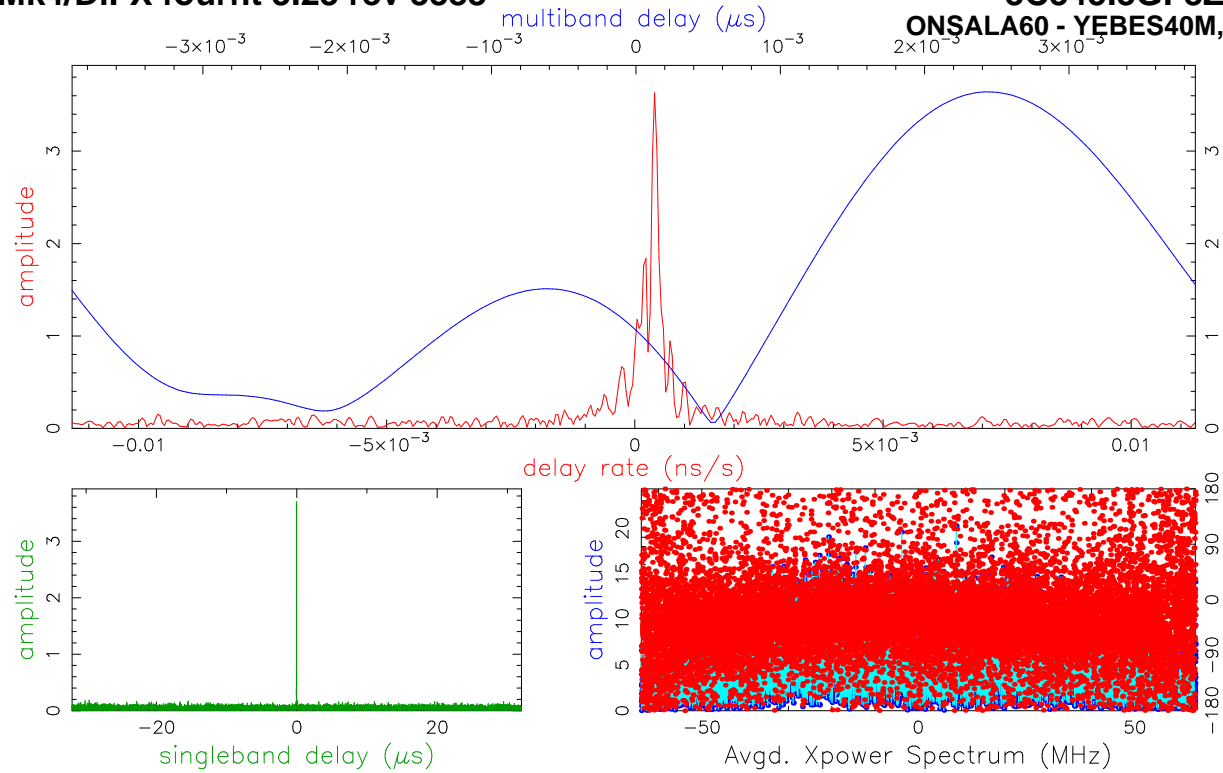 multiband delay (μs)
ONSALA60 - YEBES40M,
−3×10⁻³ −2×10⁻³ −10⁻³ 0 10⁻³ 2×10⁻³ 3×10⁻³
amplitude
0 1 2 3
0 1 2 3
−0.01 −5×10⁻³ 0 5×10⁻³ 0.01
delay rate (ns/s)
amplitude
0 1 2 3
−20 0 20
singleband delay (μs)
amplitude
0 5 10 15 20
−180 −90 0 90 180
−50 0 50
Avgd. Xpower Spectrum (MHz)